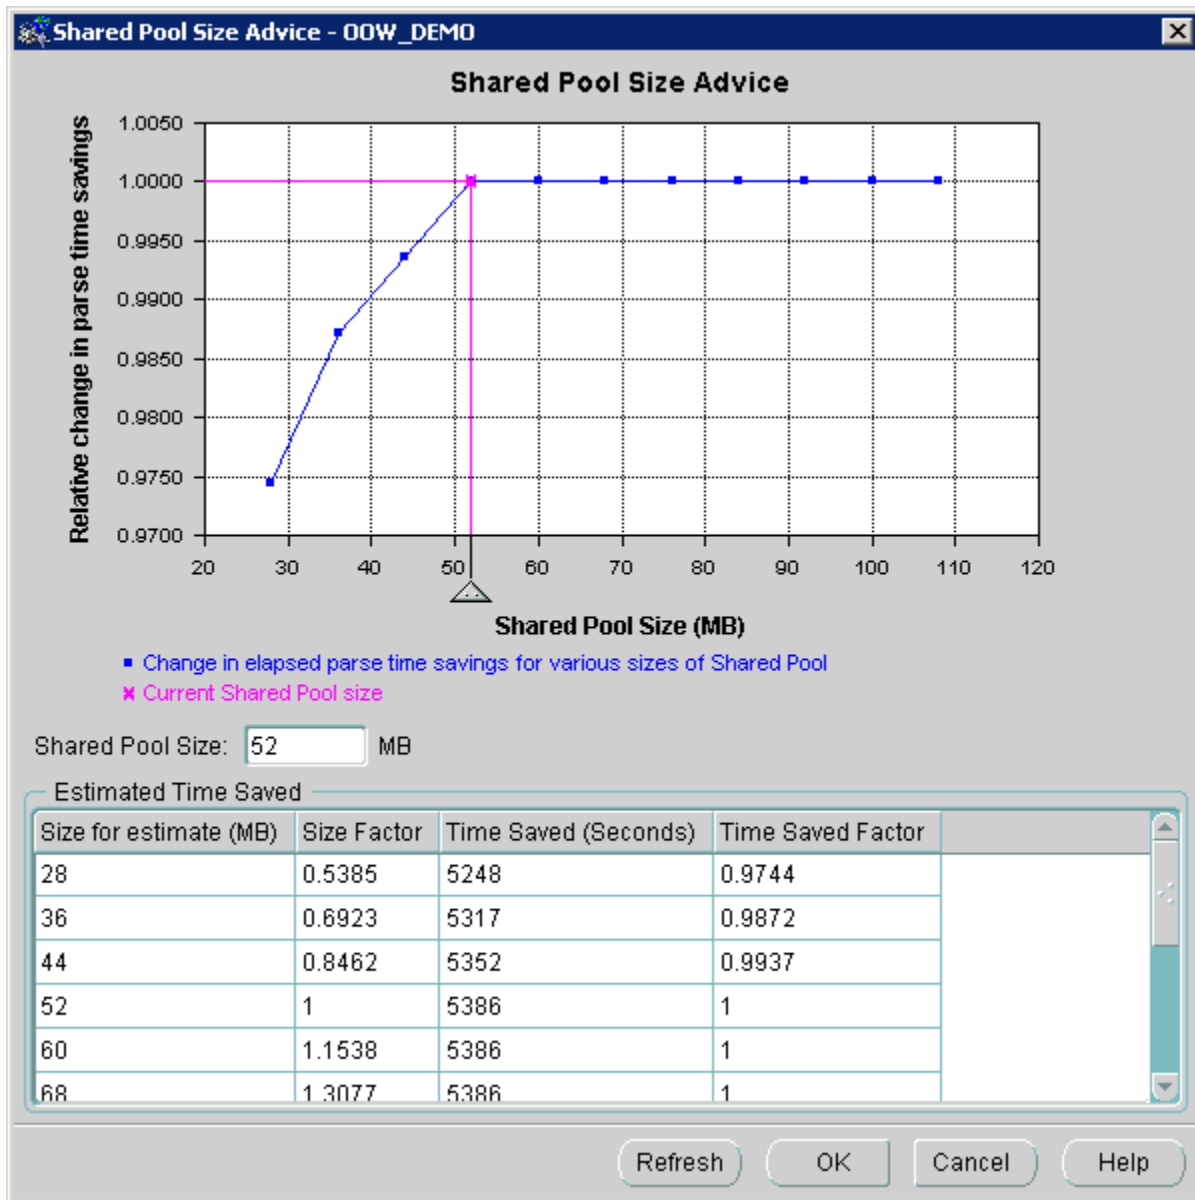 Shared Pool Size Advice - OOW_DEMO
Shared Pool Size Advice
Relative change in parse time savings
1.0050
1.0000
0.9950
0.9900
0.9850
0.9800
0.9750
0.9700
20 30 40 50 60 70 80 90 100 110 120
Shared Pool Size (MB)
Change in elapsed parse time savings for various sizes of Shared Pool
Current Shared Pool size
Shared Pool Size: 52 MB
Estimated Time Saved
Size for estimate (MB) Size Factor Time Saved (Seconds) Time Saved Factor
28 0.5385 5248 0.9744
36 0.6923 5317 0.9872
44 0.8462 5352 0.9937
52 1 5386 1
60 1.1538 5386 1
68 1.3077 5386 1
Refresh OK Cancel Help